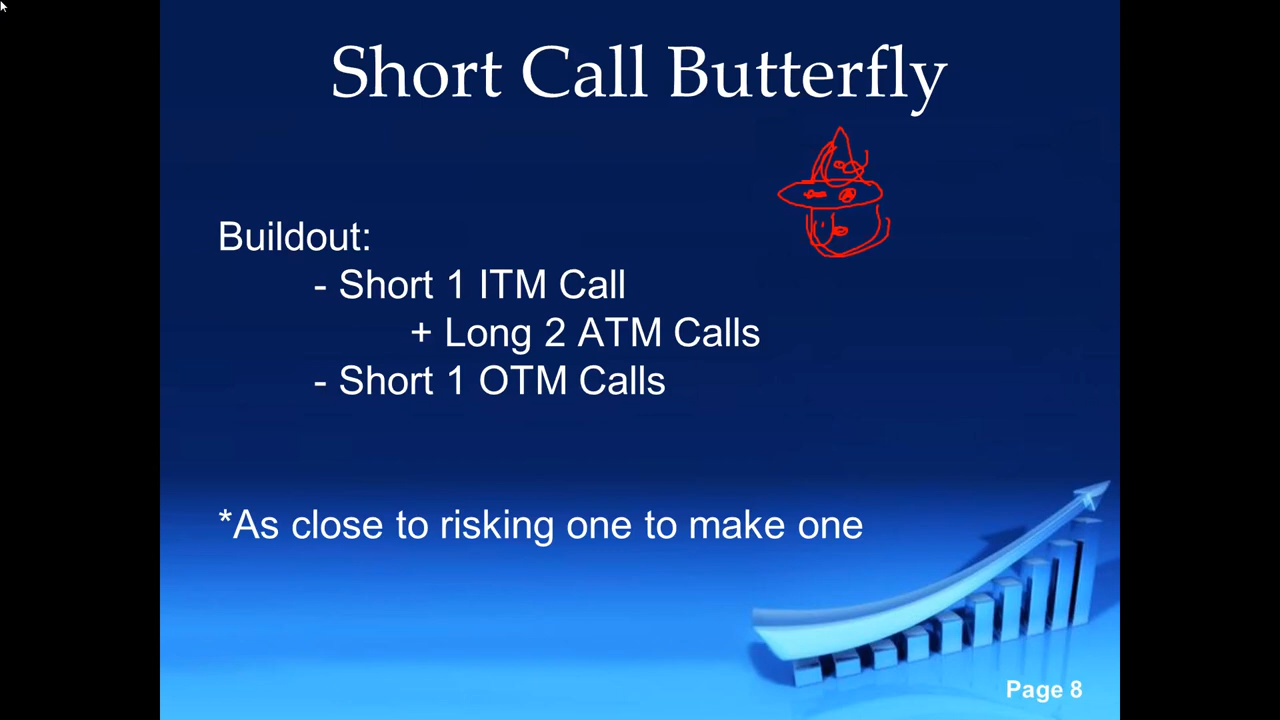 Short Call Butterfly
Buildout:
- Short 1 ITM Call
+ Long 2 ATM Calls
- Short 1 OTM Calls
*As close to risking one to make one
Page 8